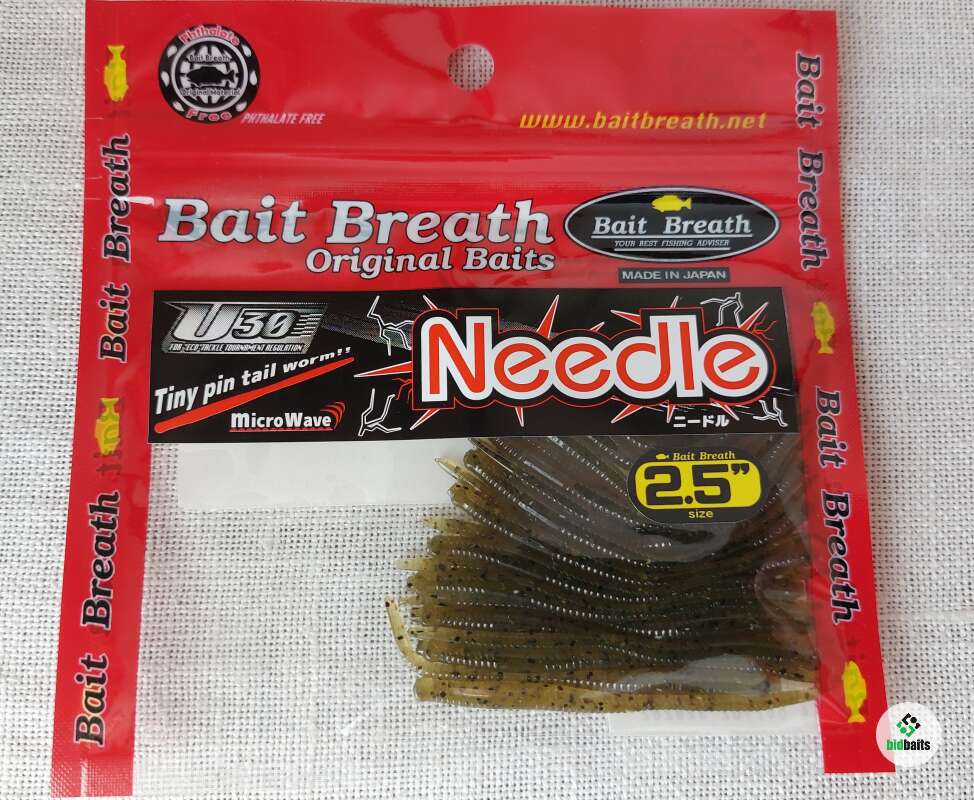 Phthalate
Bait Breath
Original Material
Free
PHTHALATE FREE
www.baitbreath.net
Bait Breath
Original Baits
Bait Breath
YOUR BEST FISHING ADVISER
MADE IN JAPAN
U30
FOR "ECO" TACKLE TOURNAMENT REGULATION
Tiny pin tail worm!!
microWave
Needle
ニードル
Bait Breath
2.5”
size
Bait Breath
Bait Breath
Bait Breath
Bait Breath
bidbaits